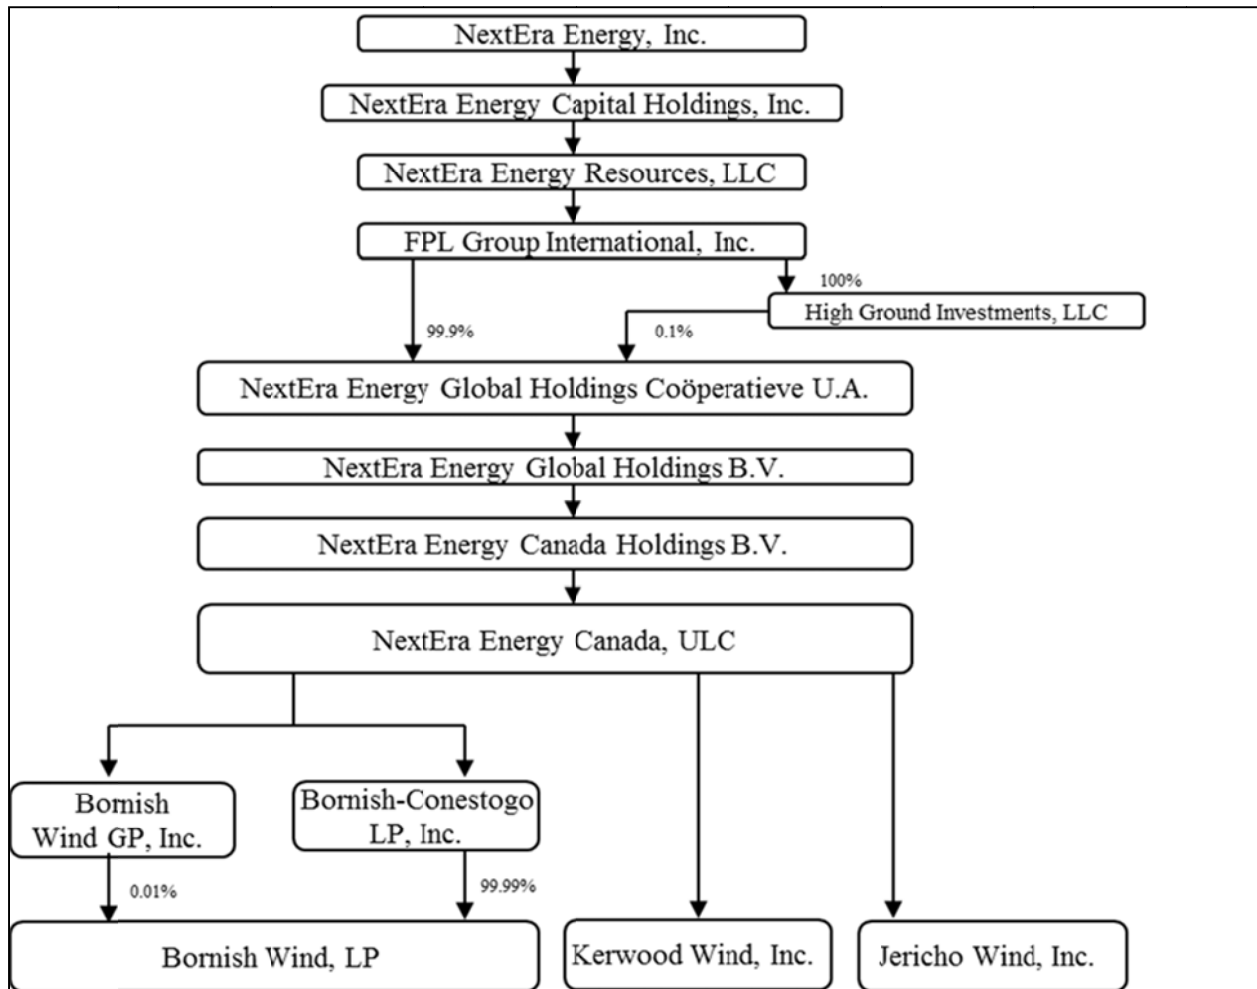 NextEra Energy, Inc.
NextEra Energy Capital Holdings, Inc.
NextEra Energy Resources, LLC
FPL Group International, Inc.
100%
High Ground Investments, LLC
99.9%
0.1%
NextEra Energy Global Holdings Coöperatieve U.A.
NextEra Energy Global Holdings B.V.
NextEra Energy Canada Holdings B.V.
NextEra Energy Canada, ULC
Bornish
Wind GP, Inc.
Bornish-Conestogo
LP, Inc.
0.01%
99.99%
Bornish Wind, LP
Kerwood Wind, Inc.
Jericho Wind, Inc.